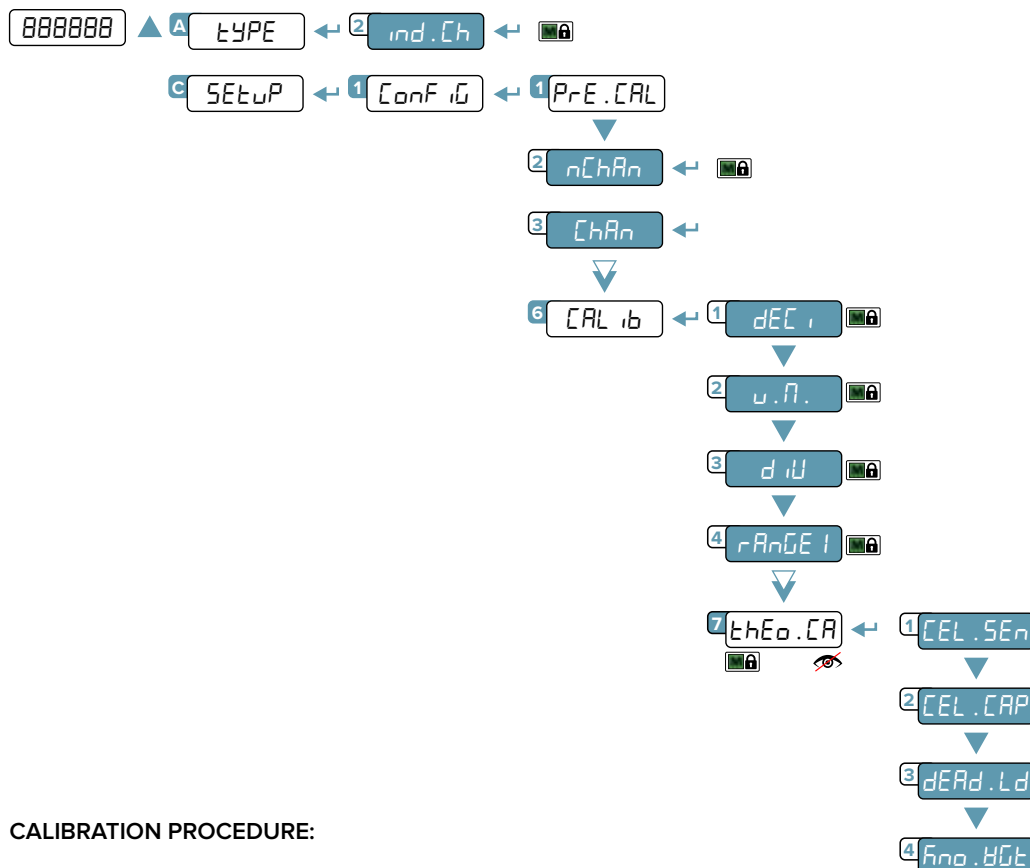 888888 A tYPE 2 ind.Ch M
C SEtuP 1 ConFiG 1 PrE.CAL
2 nChAn M
3 ChAn
6 CALib 1 dECi M
2 u.M. M
3 diU M
4 rAnGE1 M
7 thEo.CA 1 CEL.SEn
M
2 CEL.CAP
3 dEAd.Ld
CALIBRATION PROCEDURE:
4 kno.WGt